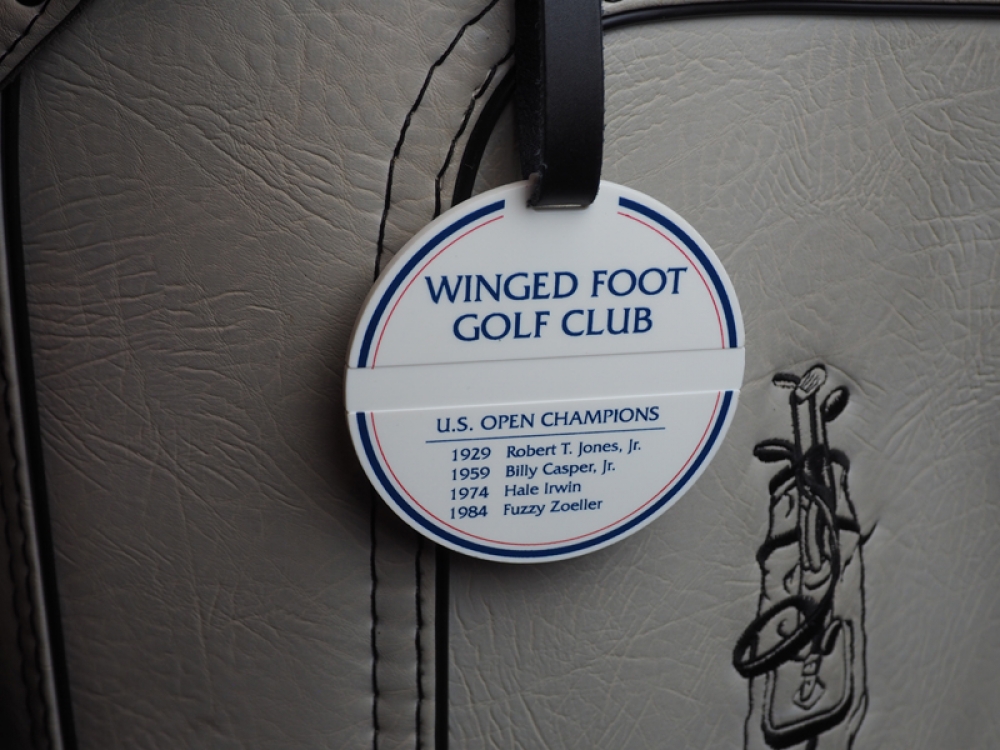 WINGED FOOT
GOLF CLUB
U.S. OPEN CHAMPIONS
1929 Robert T. Jones, Jr.
1959 Billy Casper, Jr.
1974 Hale Irwin
1984 Fuzzy Zoeller